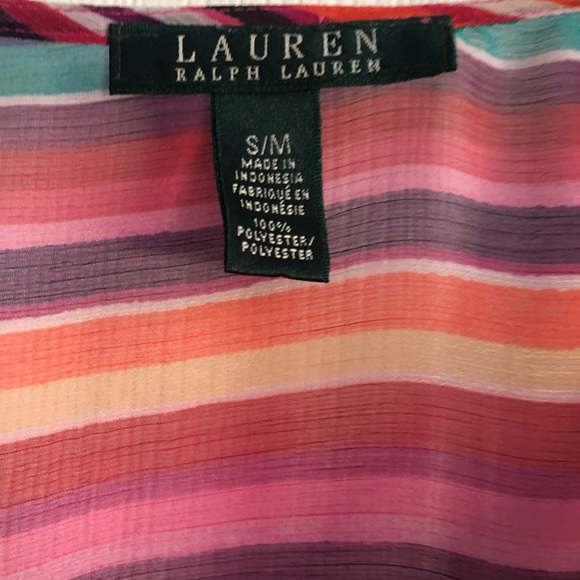 LAUREN
RALPH LAUREN
S/M
MADE IN
INDONESIA
FABRIQUÉ EN
INDONÉSIE
100%
POLYESTER/
POLYESTER